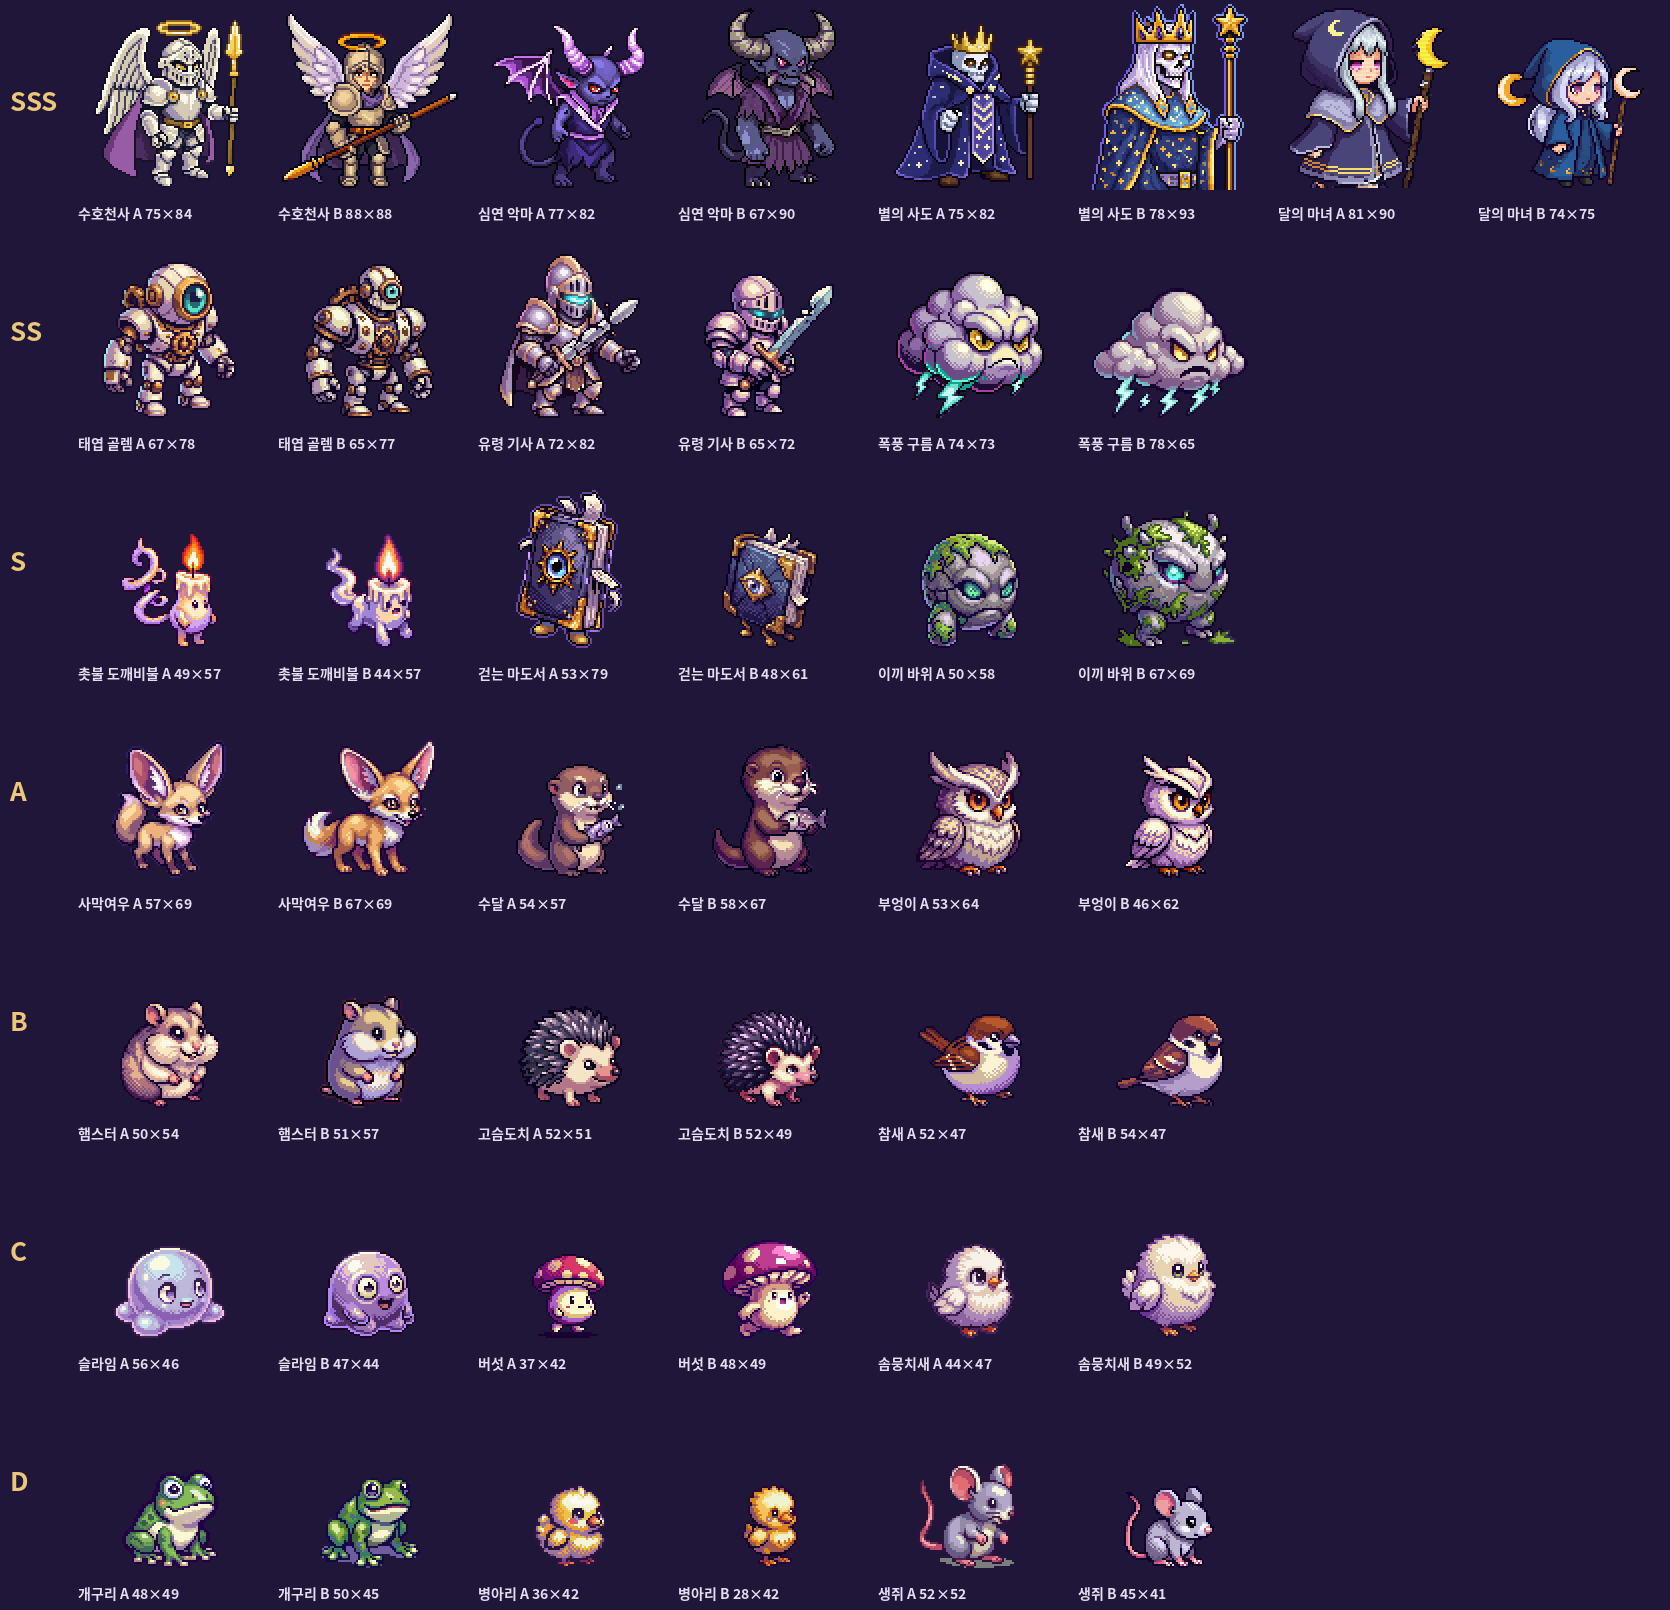 SSS
수호천사 A 75×84 수호천사 B 88×88 심연 악마 A 77×82 심연 악마 B 67×90 별의 사도 A 75×82 별의 사도 B 78×93 달의 마녀 A 81×90 달의 마녀 B 74×75
SS
태엽 골렘 A 67×78 태엽 골렘 B 65×77 유령 기사 A 72×82 유령 기사 B 65×72 폭풍 구름 A 74×73 폭풍 구름 B 78×65
S
촛불 도깨비불 A 49×57 촛불 도깨비불 B 44×57 걷는 마도서 A 53×79 걷는 마도서 B 48×61 이끼 바위 A 50×58 이끼 바위 B 67×69
A
사막여우 A 57×69 사막여우 B 67×69 수달 A 54×57 수달 B 58×67 부엉이 A 53×64 부엉이 B 46×62
B
햄스터 A 50×54 햄스터 B 51×57 고슴도치 A 52×51 고슴도치 B 52×49 참새 A 52×47 참새 B 54×47
C
슬라임 A 56×46 슬라임 B 47×44 버섯 A 37×42 버섯 B 48×49 솜뭉치새 A 44×47 솜뭉치새 B 49×52
D
개구리 A 48×49 개구리 B 50×45 병아리 A 36×42 병아리 B 28×42 생쥐 A 52×52 생쥐 B 45×41